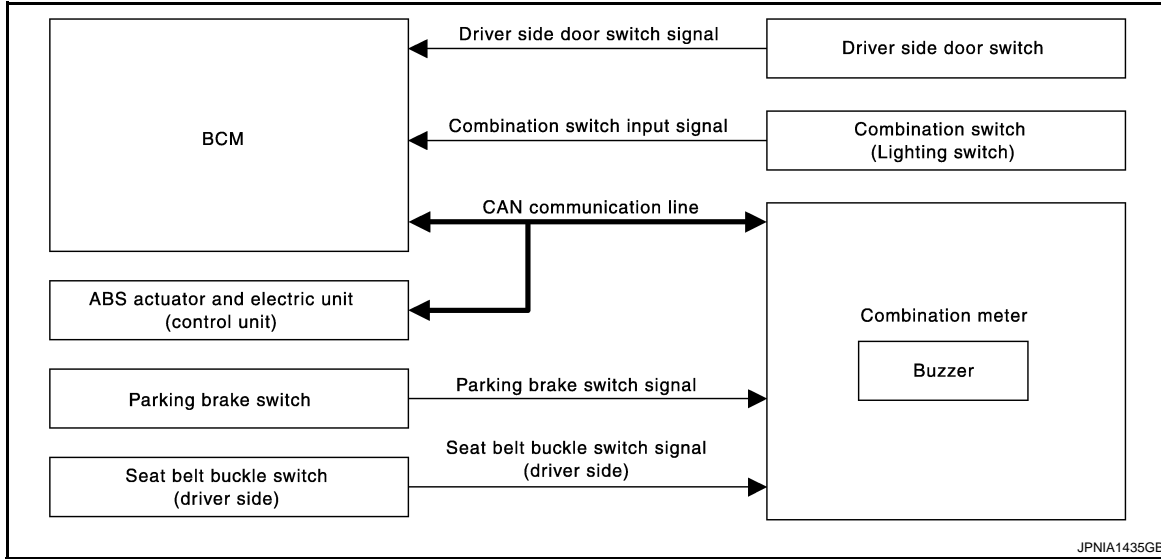 Driver side door switch signal
Driver side door switch
BCM
Combination switch input signal
Combination switch
(Lighting switch)
CAN communication line
ABS actuator and electric unit
(control unit)
Combination meter
Buzzer
Parking brake switch
Parking brake switch signal
Seat belt buckle switch
(driver side)
Seat belt buckle switch signal
(driver side)
JPNIA1435GB